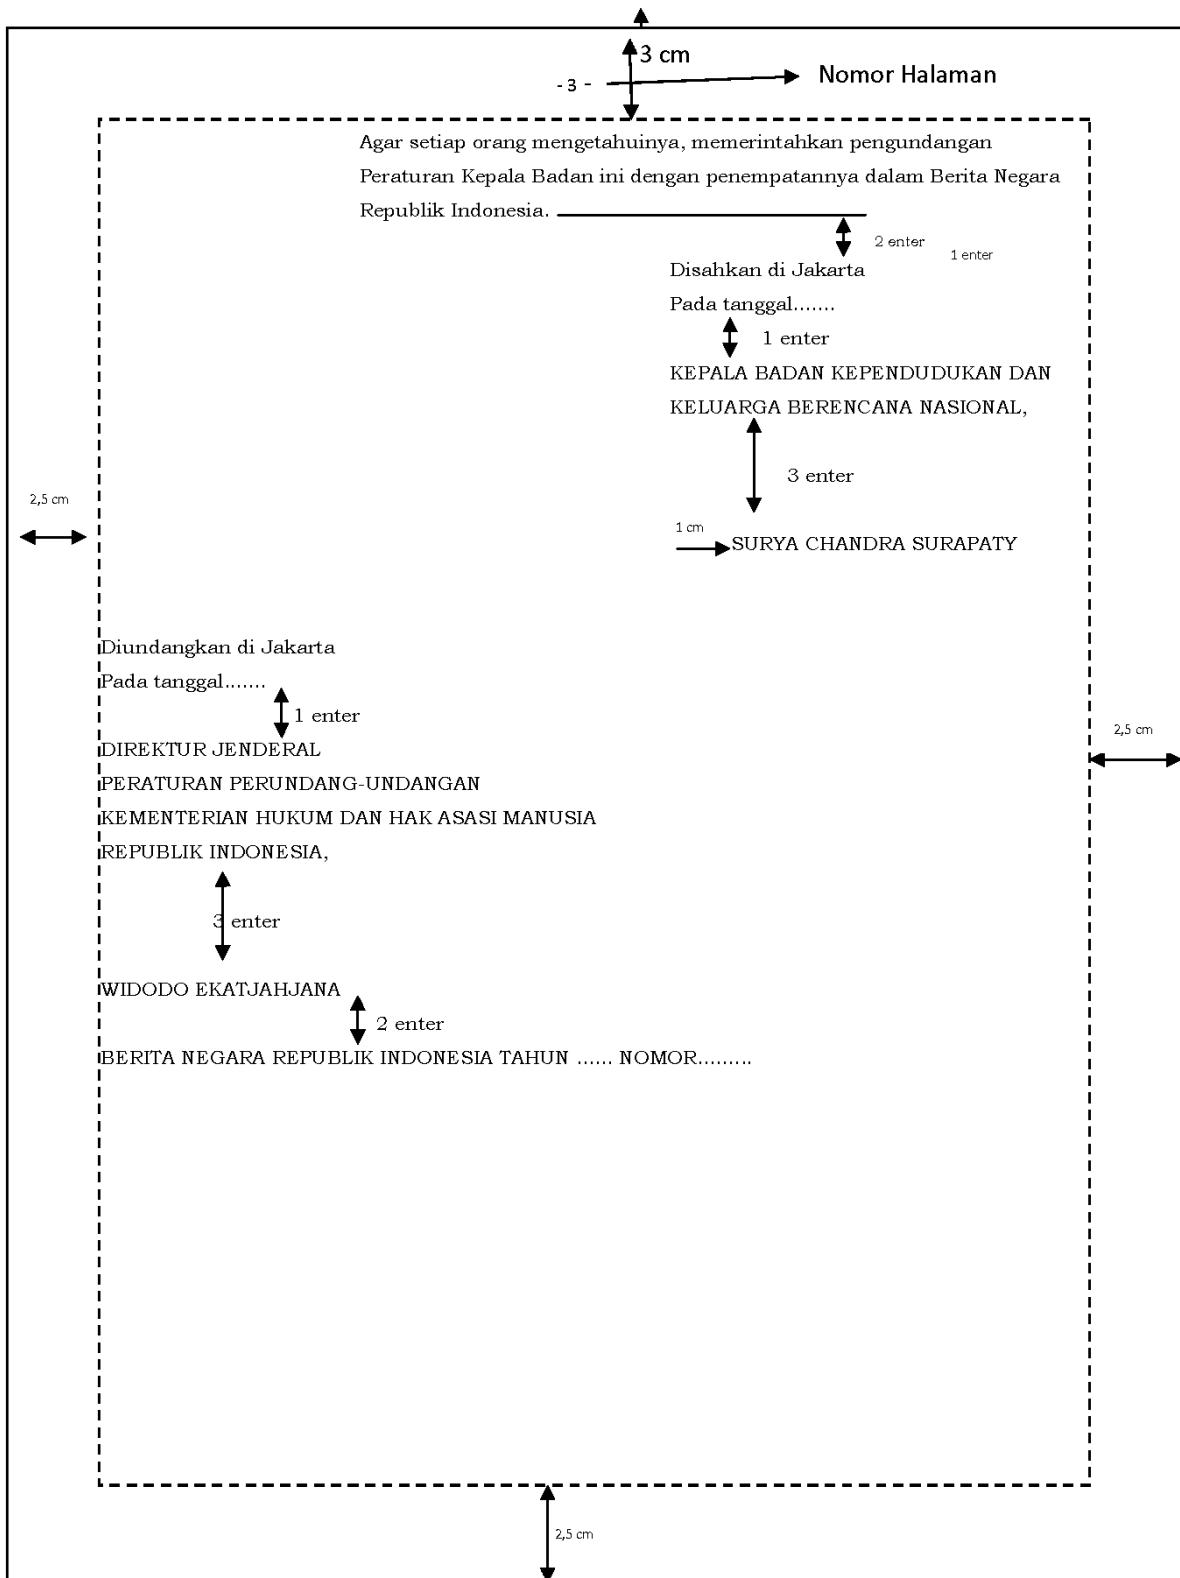 3 cm
- 3 -
Nomor Halaman
Agar setiap orang mengetahuinya, memerintahkan pengundangan
Peraturan Kepala Badan ini dengan penempatannya dalam Berita Negara
Republik Indonesia.
2 enter
1 enter
Disahkan di Jakarta
Pada tanggal.......
1 enter
KEPALA BADAN KEPENDUDUKAN DAN
KELUARGA BERENCANA NASIONAL,
3 enter
2,5 cm
1 cm
SURYA CHANDRA SURAPATY
Diundangkan di Jakarta
Pada tanggal.......
1 enter
2,5 cm
DIREKTUR JENDERAL
PERATURAN PERUNDANG-UNDANGAN
KEMENTERIAN HUKUM DAN HAK ASASI MANUSIA
REPUBLIK INDONESIA,
3 enter
WIDODO EKATJAHJANA
2 enter
BERITA NEGARA REPUBLIK INDONESIA TAHUN ...... NOMOR.........
2,5 cm